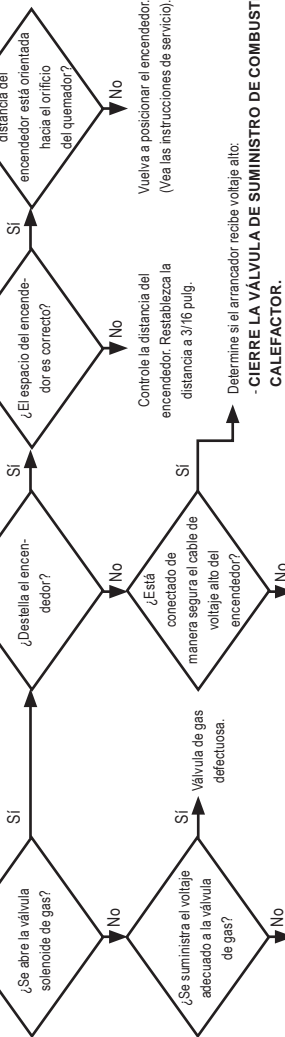 ¿Se abre la válvula
solenoide de gas?
Sí
No
¿Destella el encen-
dedor?
Sí
No
¿El espacio del encende-
dor es correcto?
Sí
No
Controle la distancia del
encendedor. Restablezca la
distancia a 3/16 pulg.
distancia del
encendedor está orientada
hacia el orificio
del quemador?
No
Vuelva a posicionar el encendedor.
(Vea las instrucciones de servicio).
¿Se suministra el voltaje
adecuado a la válvula
de gas?
Sí
No
Válvula de gas
defectuosa.
¿Está
conectado de
manera segura el cable de
voltaje alto del
encendedor?
Sí
No
Determine si el arrancador recibe voltaje alto:
- CIERRE LA VÁLVULA DE SUMINISTRO DE COMBUST
CALEFACTOR.